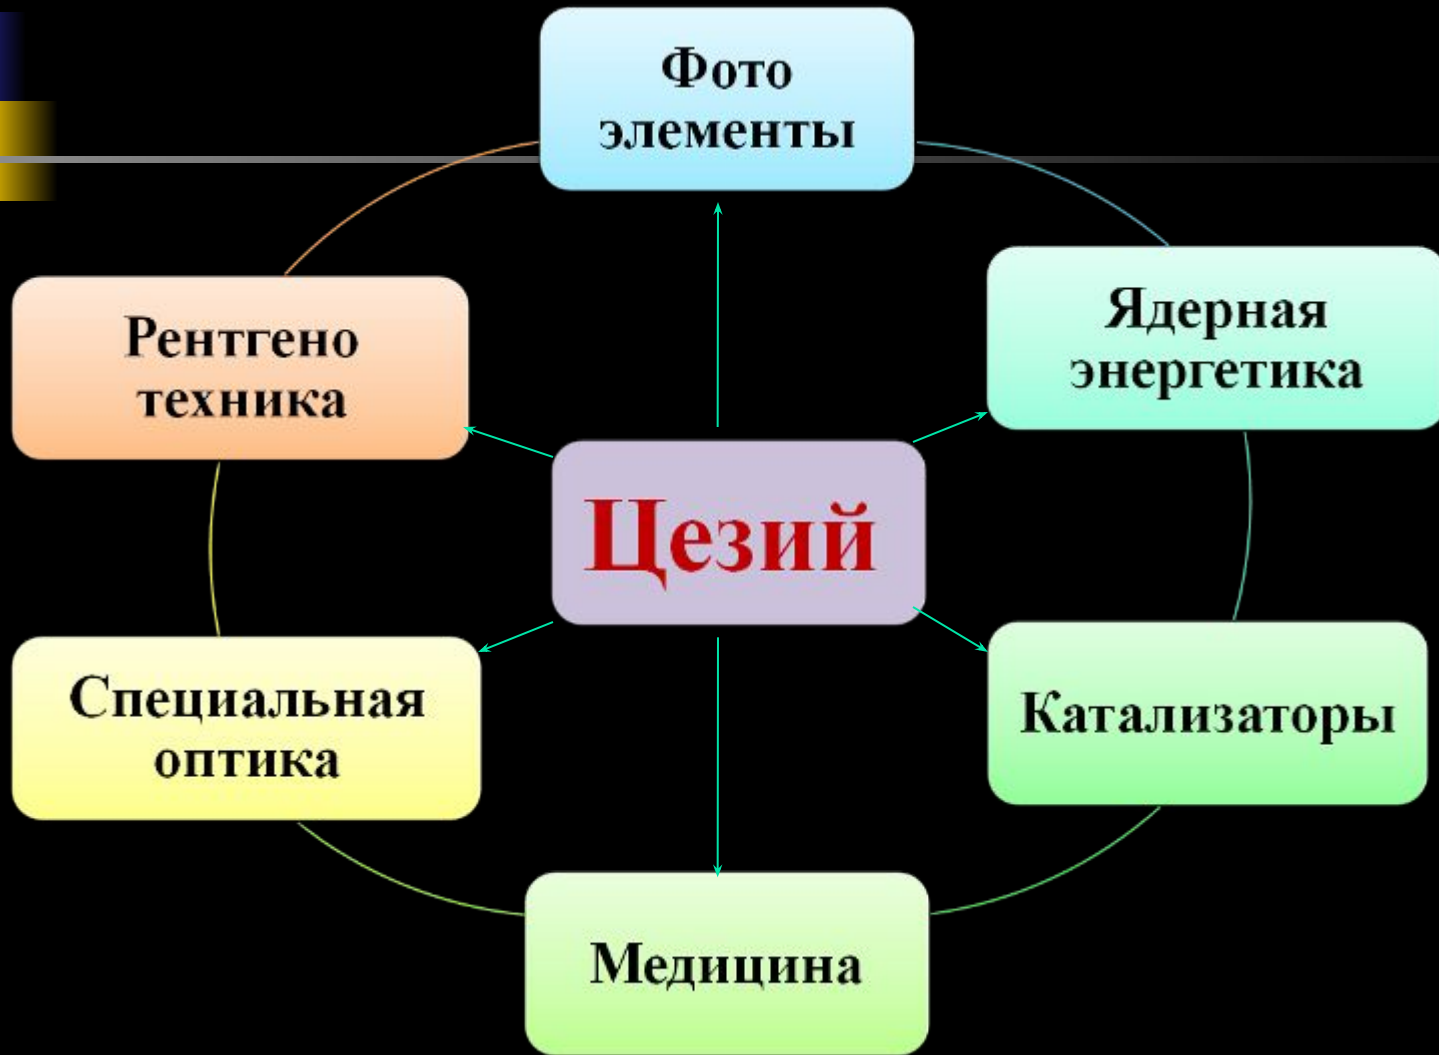 Фото
элементы
Ядерная
энергетика
Рентгено
техника
Цезий
Специальная
оптика
Катализаторы
Медицина